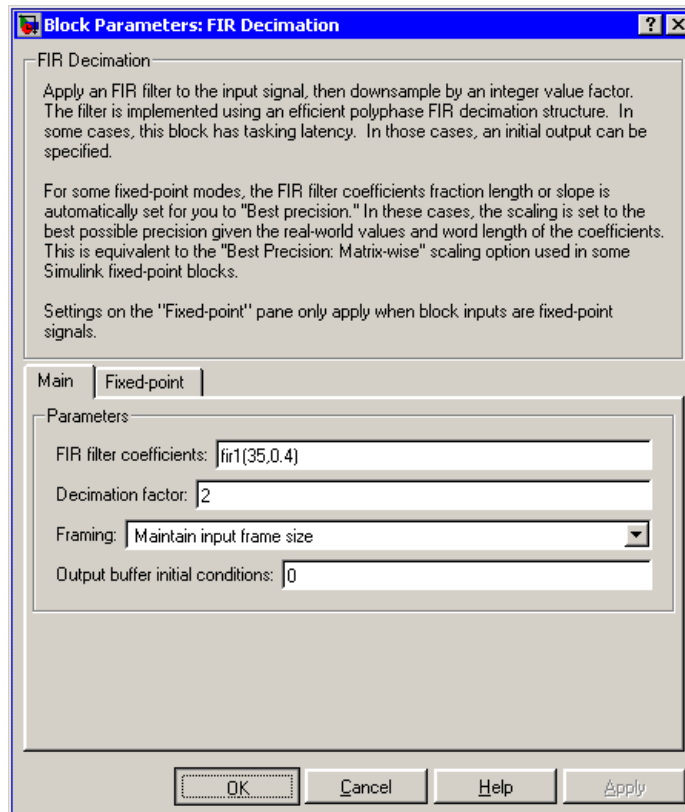 Block Parameters: FIR Decimation
FIR Decimation
Apply an FIR filter to the input signal, then downsample by an integer value factor.
The filter is implemented using an efficient polyphase FIR decimation structure. In
some cases, this block has tasking latency. In those cases, an initial output can be
specified.
For some fixed-point modes, the FIR filter coefficients fraction length or slope is
automatically set for you to "Best precision." In these cases, the scaling is set to the
best possible precision given the real-world values and word length of the coefficients.
This is equivalent to the "Best Precision: Matrix-wise" scaling option used in some
Simulink fixed-point blocks.
Settings on the "Fixed-point" pane only apply when block inputs are fixed-point
signals.
Main Fixed-point
Parameters
FIR filter coefficients: fir1(35,0.4)
Decimation factor: 2
Framing: Maintain input frame size
Output buffer initial conditions: 0
OK Cancel Help Apply